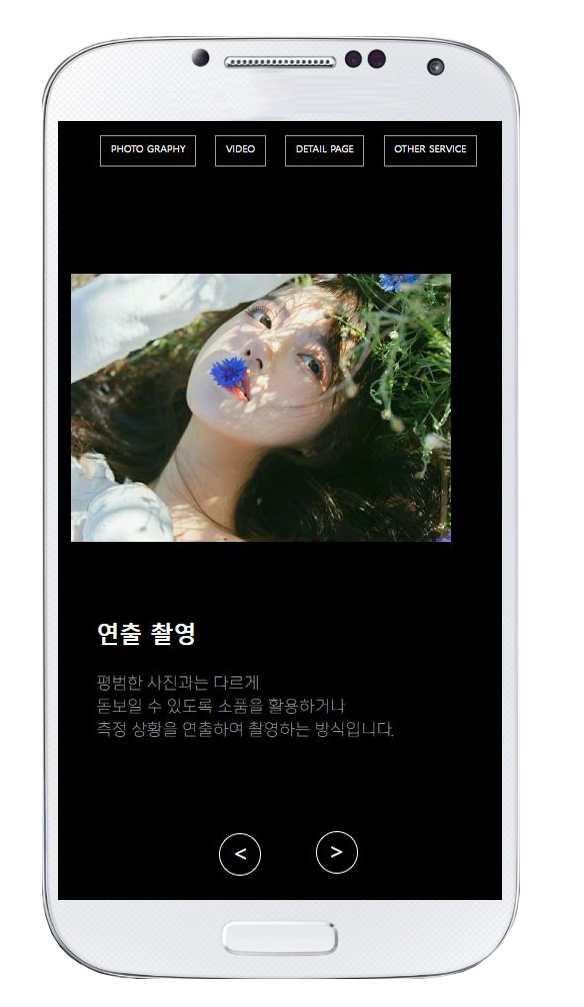 PHOTO GRAPHY
VIDEO
DETAIL PAGE
OTHER SERVICE
연출 촬영
평범한 사진과는 다르게
돋보일 수 있도록 소품을 활용하거나
측정 상황을 연출하여 촬영하는 방식입니다.
< >